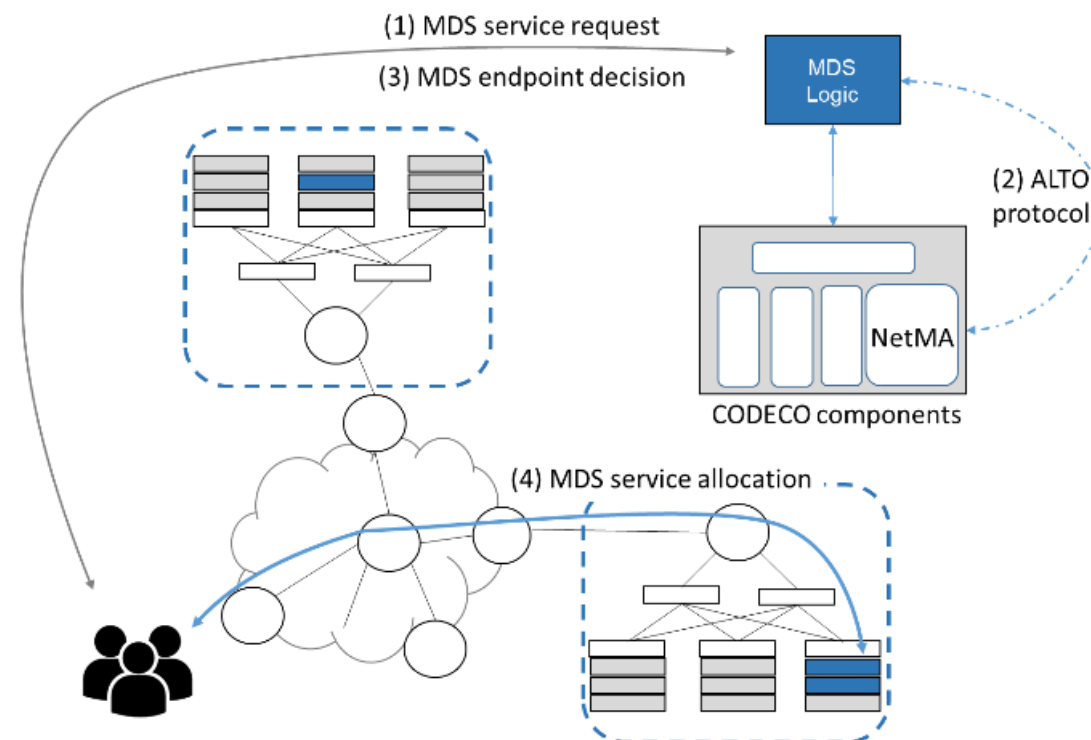 (1) MDS service request
(3) MDS endpoint decision
MDS
Logic
(2) ALTO
protocol
NetMA
CODECO components
(4) MDS service allocation